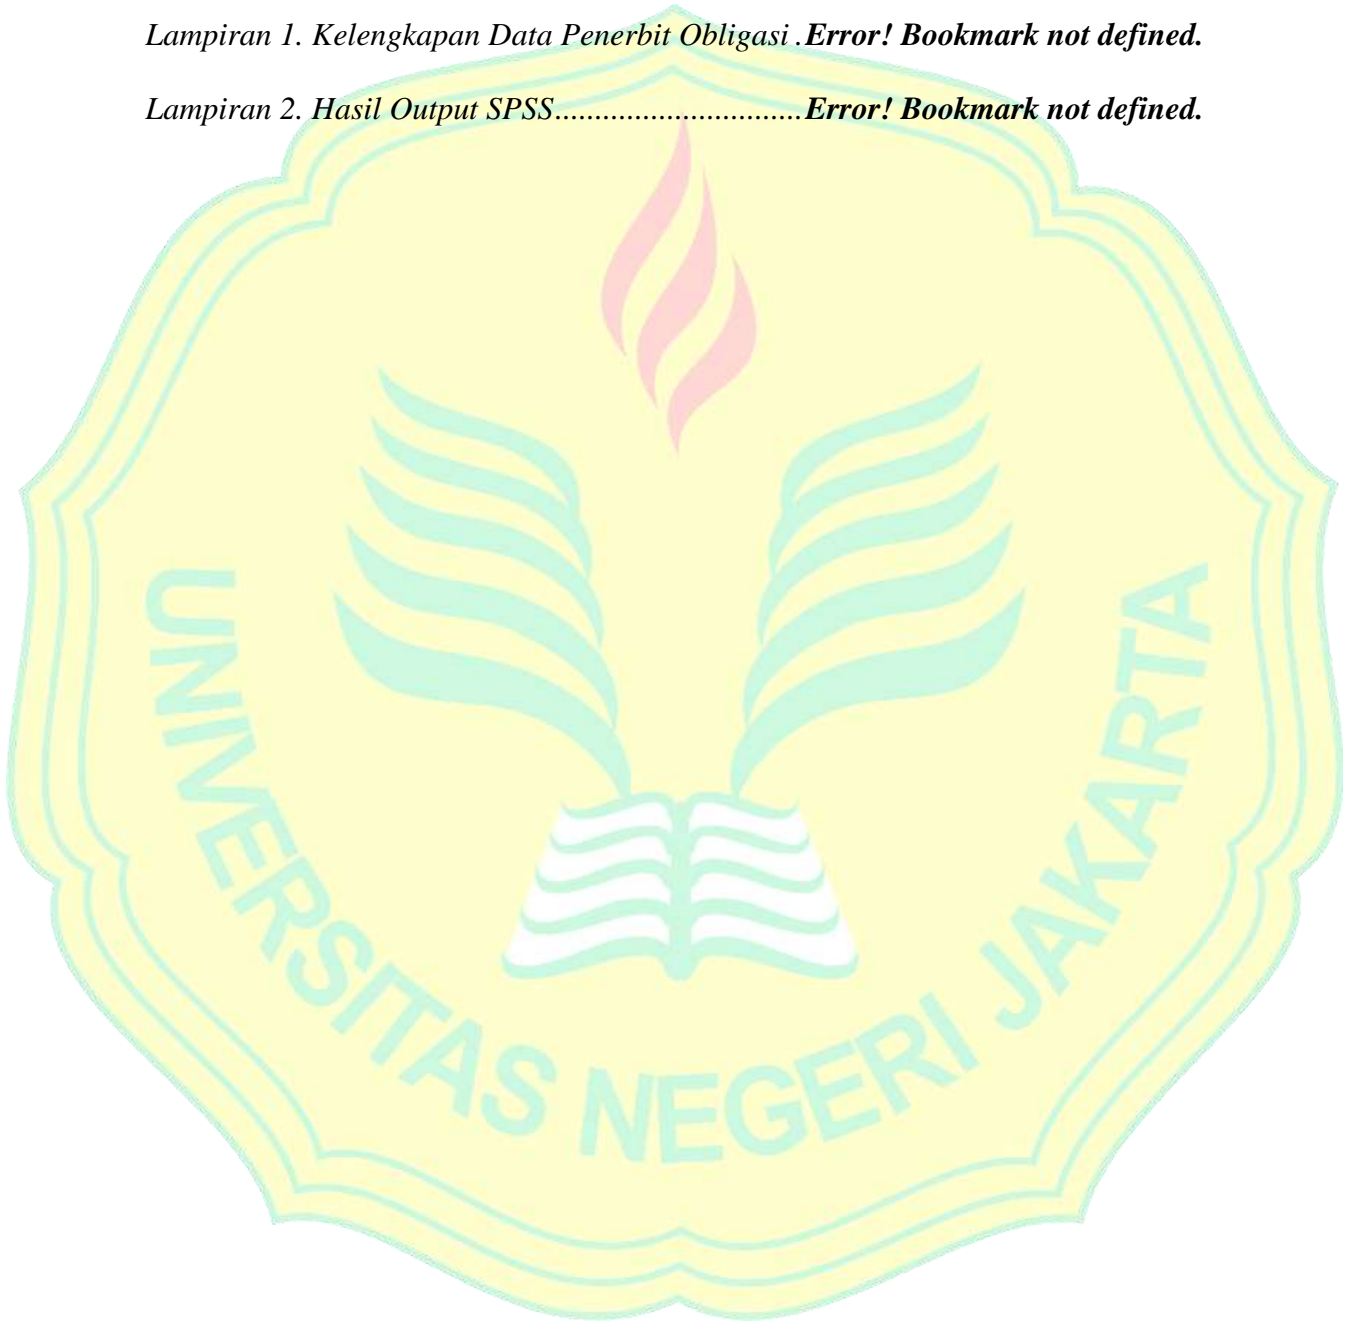 Lampiran 1. Kelengkapan Data Penerbit Obligasi .Error! Bookmark not defined.
Lampiran 2. Hasil Output SPSS...............................Error! Bookmark not defined.
UNIVERSITAS NEGERI JAKARTA